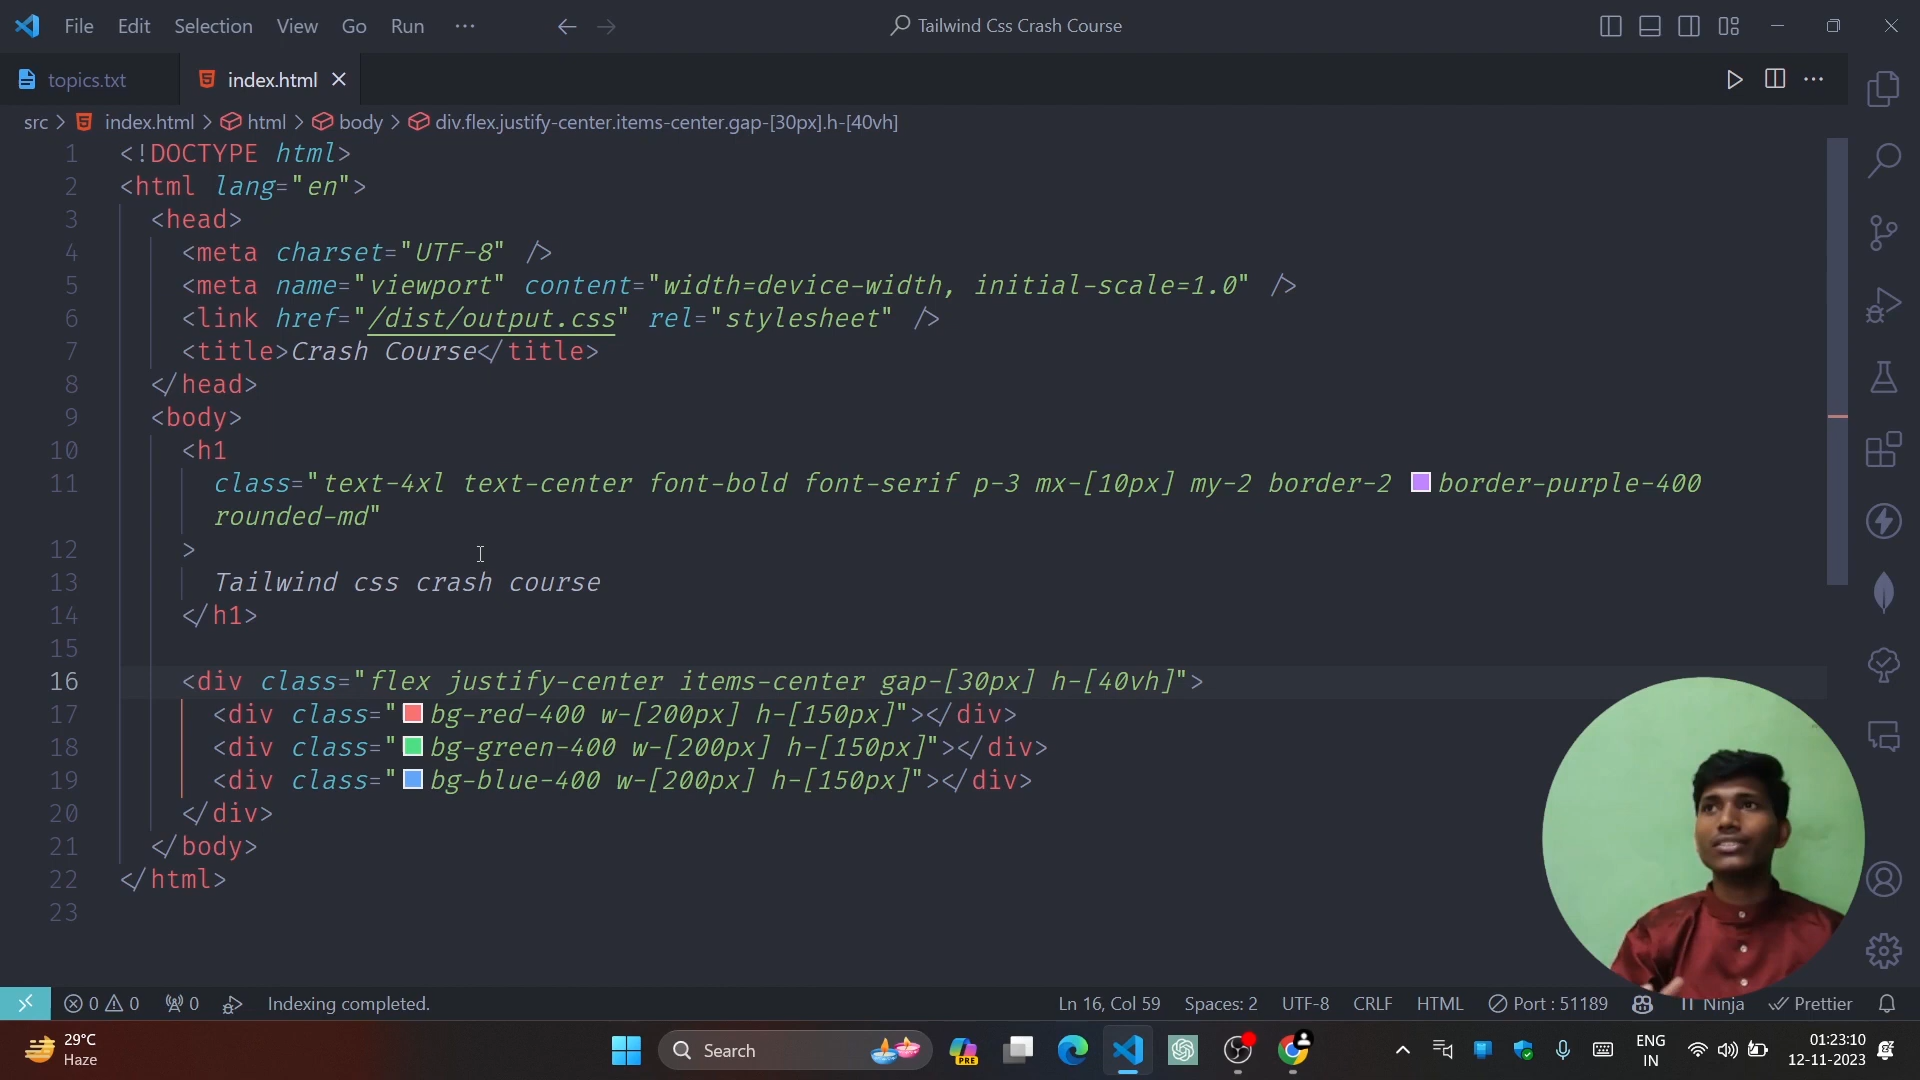 File Edit Selection View Go Run ··· Tailwind Css Crash Course
topics.txt index.html
src > index.html > html > body > div.flex.justify-center.items-center.gap-[30px].h-[40vh]
1 <!DOCTYPE html>
2 <html lang="en">
3 <head>
4 <meta charset="UTF-8" />
5 <meta name="viewport" content="width=device-width, initial-scale=1.0" />
6 <link href="/dist/output.css" rel="stylesheet" />
7 <title>Crash Course</title>
8 </head>
9 <body>
10 <h1
11 class="text-4xl text-center font-bold font-serif p-3 mx-[10px] my-2 border-2 border-purple-400
rounded-md"
12 >
13 Tailwind css crash course
14 </h1>
15
16 <div class="flex justify-center items-center gap-[30px] h-[40vh]">
17 <div class="bg-red-400 w-[200px] h-[150px]"></div>
18 <div class="bg-green-400 w-[200px] h-[150px]"></div>
19 <div class="bg-blue-400 w-[200px] h-[150px]"></div>
20 </div>
21 </body>
22 </html>
23
0 0 0 Indexing completed. Ln 16, Col 59 Spaces: 2 UTF-8 CRLF HTML Port : 51189 Ninja Prettier
29°C
Haze
Search
PRE
ENG
IN
01:23:10
12-11-2023